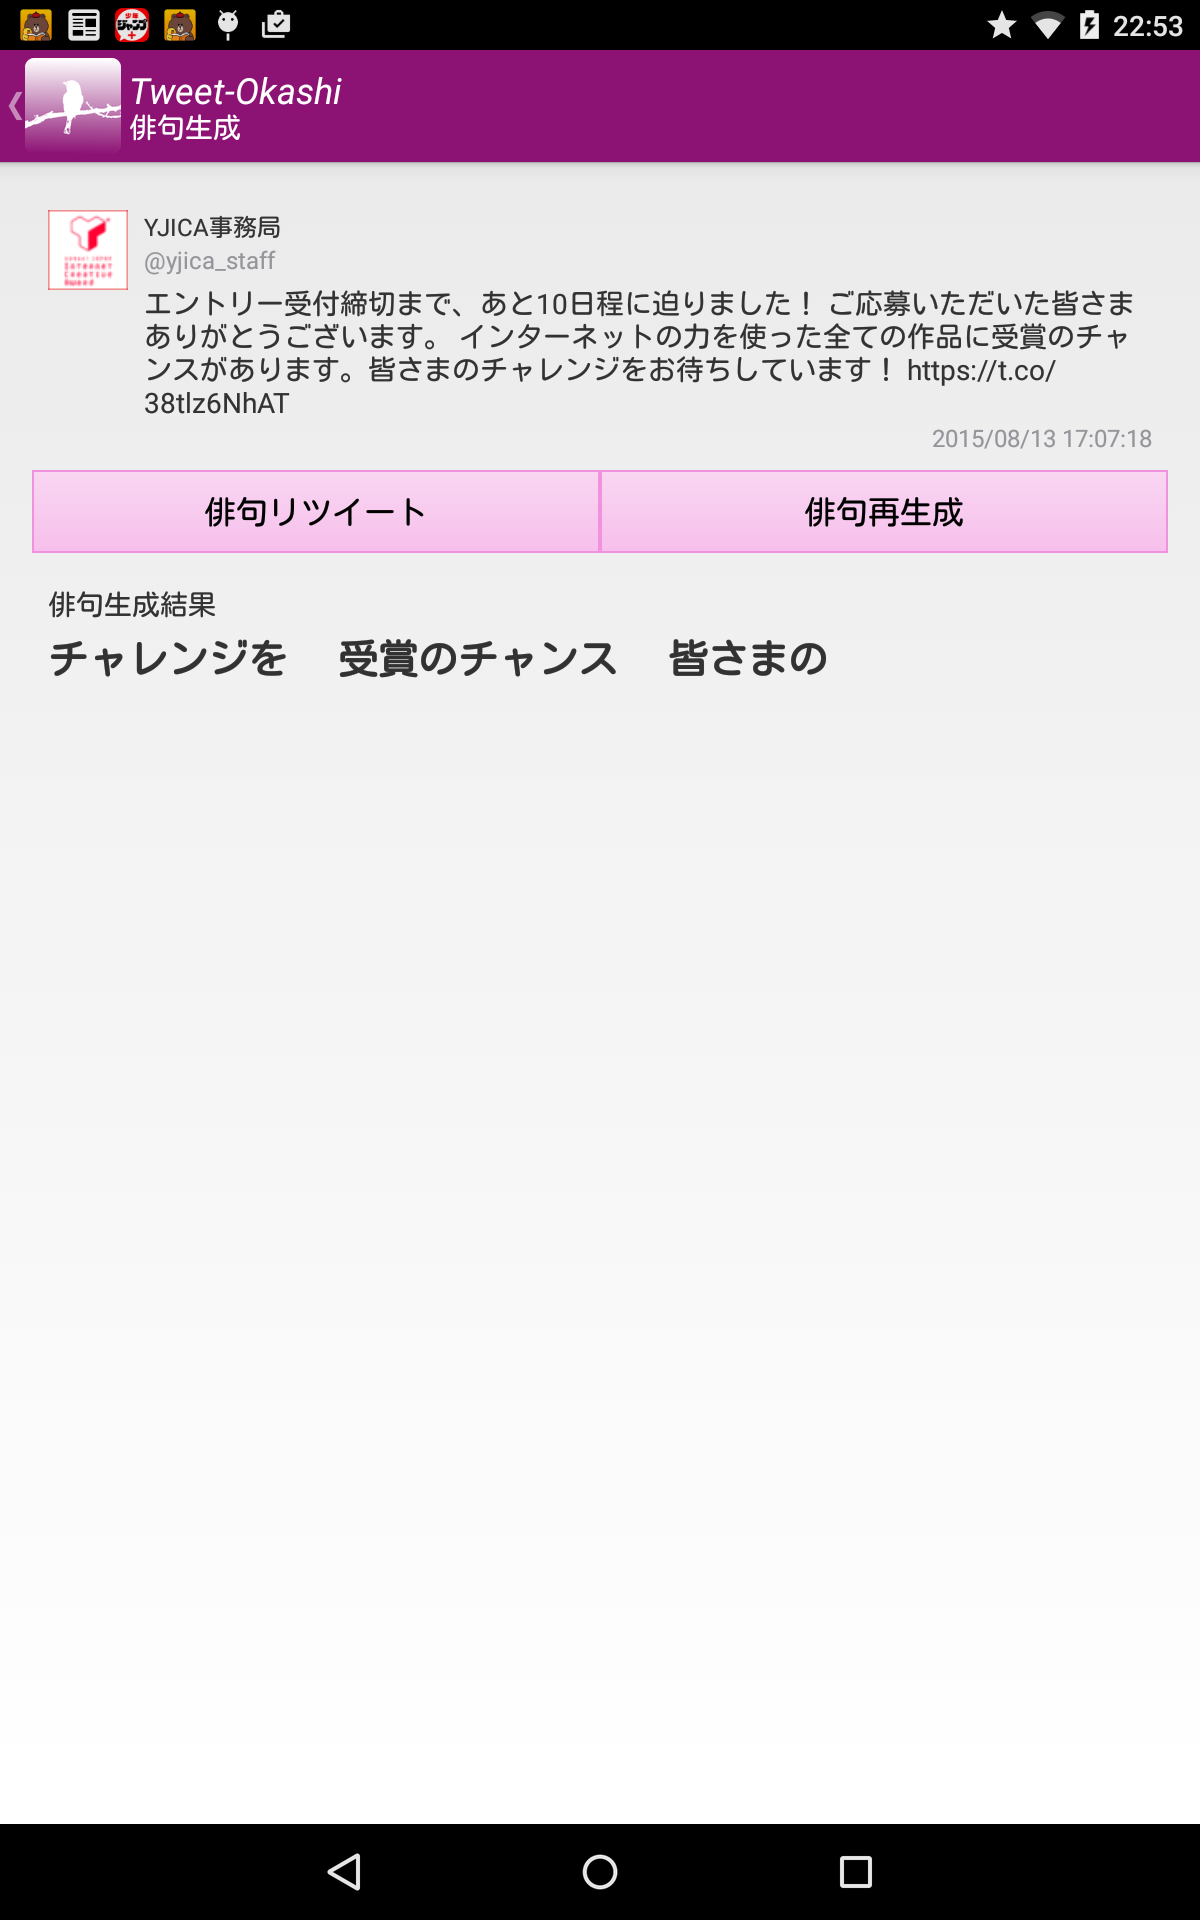 22:53
Tweet-Okashi
俳句生成
YJICA事務局
@yjica_staff
エントリー受付締切まで、あと10日程に迫りました！ ご応募いただいた皆さま
ありがとうございます。 インターネットの力を使った全ての作品に受賞のチャ
ンスがあります。皆さまのチャレンジをお待ちしています！ https://t.co/
38tlz6NhAT
2015/08/13 17:07:18
俳句リツイート
俳句再生成
俳句生成結果
チャレンジを 受賞のチャンス 皆さまの